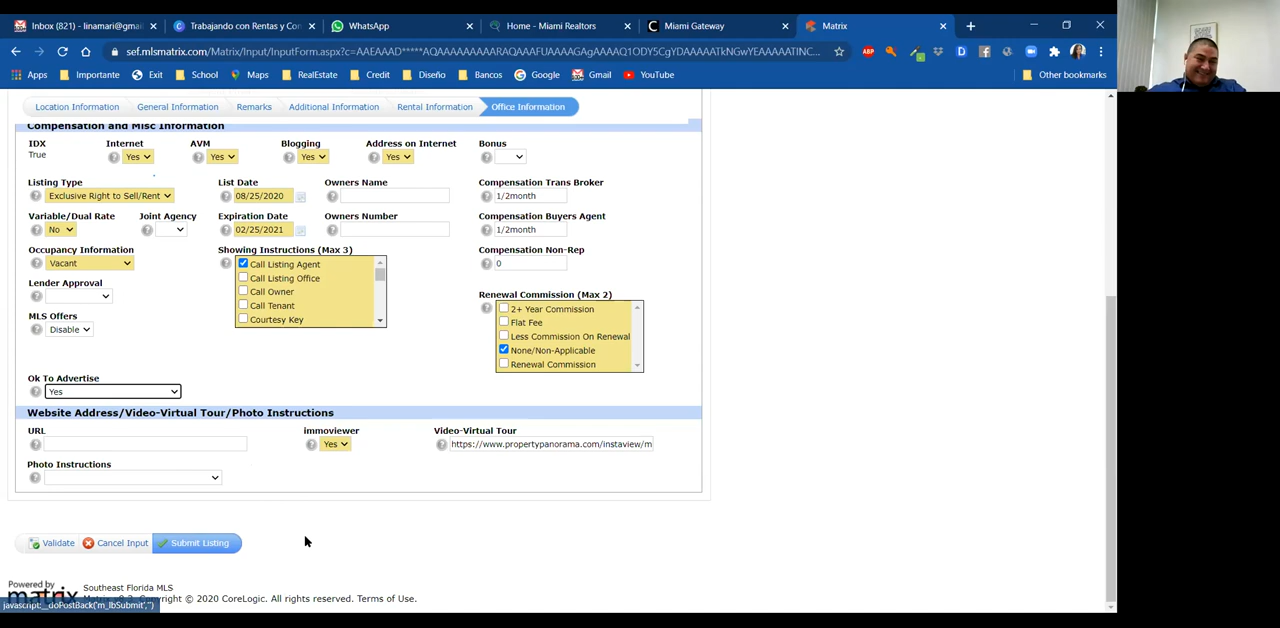 Inbox (821) - linamari@gmai
Trabajando con Rentas y Con
WhatsApp
Home - Miami Realtors
Miami Gateway
Matrix
sef.mlsmatrix.com/Matrix/Input/InputForm.aspx?c=AAEAAAD*****AQAAAAAAAAARAQAAAFUAAAAGAgAAAAQ1ODY5CgYDAAAAATkNGwYEAAAAATINC...
Apps Importante Exit School Maps RealEstate Credit Diseño Bancos Google Gmail YouTube Other bookmarks
Location Information General Information Remarks Additional Information Rental Information Office Information
Compensation and Misc Information
IDX Internet AVM Blogging Address on Internet Bonus
True Yes Yes Yes Yes
Listing Type List Date Owners Name Compensation Trans Broker
Exclusive Right to Sell/Rent 08/25/2020 1/2month
Variable/Dual Rate Joint Agency Expiration Date Owners Number Compensation Buyers Agent
No 02/25/2021 1/2month
Occupancy Information Showing Instructions (Max 3) Compensation Non-Rep
Vacant Call Listing Agent 0
Call Listing Office
Lender Approval Call Owner Renewal Commission (Max 2)
Call Tenant 2+ Year Commission
MLS Offers Courtesy Key Flat Fee
Disable Less Commission On Renewal
None/Non-Applicable
Renewal Commission
Ok To Advertise
Yes
Website Address/Video-Virtual Tour/Photo Instructions
URL immoviewer Video-Virtual Tour
Yes https://www.propertypanorama.com/instaview/m
Photo Instructions
Validate Cancel Input Submit Listing
Powered by
matrix Southeast Florida MLS
Copyright © 2020 CoreLogic. All rights reserved. Terms of Use.
javascript:__doPostBack('m_lbSubmit','')